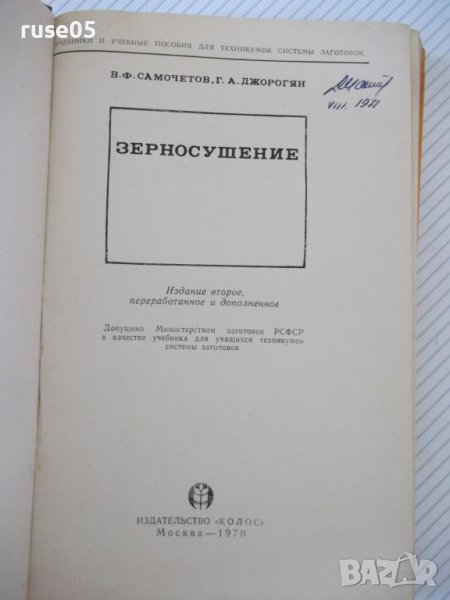 ruse05
УЧЕБНИКИ И УЧЕБНЫЕ ПОСОБИЯ ДЛЯ ТЕХНИКУМОВ СИСТЕМЫ ЗАГОТОВОК
В.Ф. САМОЧЕТОВ, Г. А. ДЖОРОГЯН
VIII. 1971
ЗЕРНОСУШЕНИЕ
Издание второе,
переработанное и дополненное
Допущено Министерством заготовок РСФСР
в качестве учебника для учащихся техникумов
системы заготовок
ИЗДАТЕЛЬСТВО «КОЛОС»
Москва—1970
BAZAR
.bg